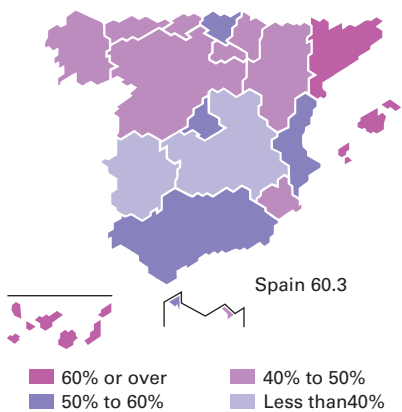 Spain 60.3
60% or over
40% to 50%
50% to 60%
Less than40%